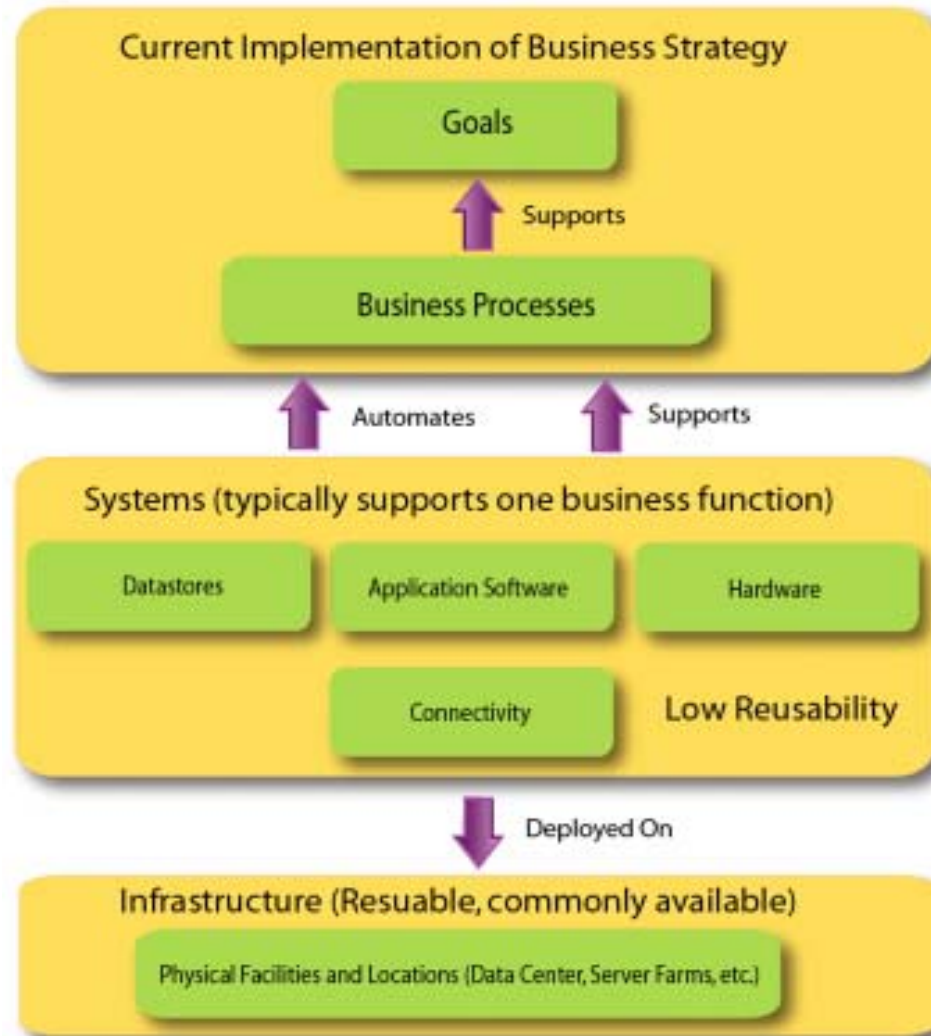 Current Implementation of Business Strategy
Goals
Supports
Business Processes
Automates
Supports
Systems (typically supports one business function)
Datastores
Application Software
Hardware
Connectivity
Low Reusability
Deployed On
Infrastructure (Resuable, commonly available)
Physical Facilities and Locations (Data Center, Server Farms, etc.)